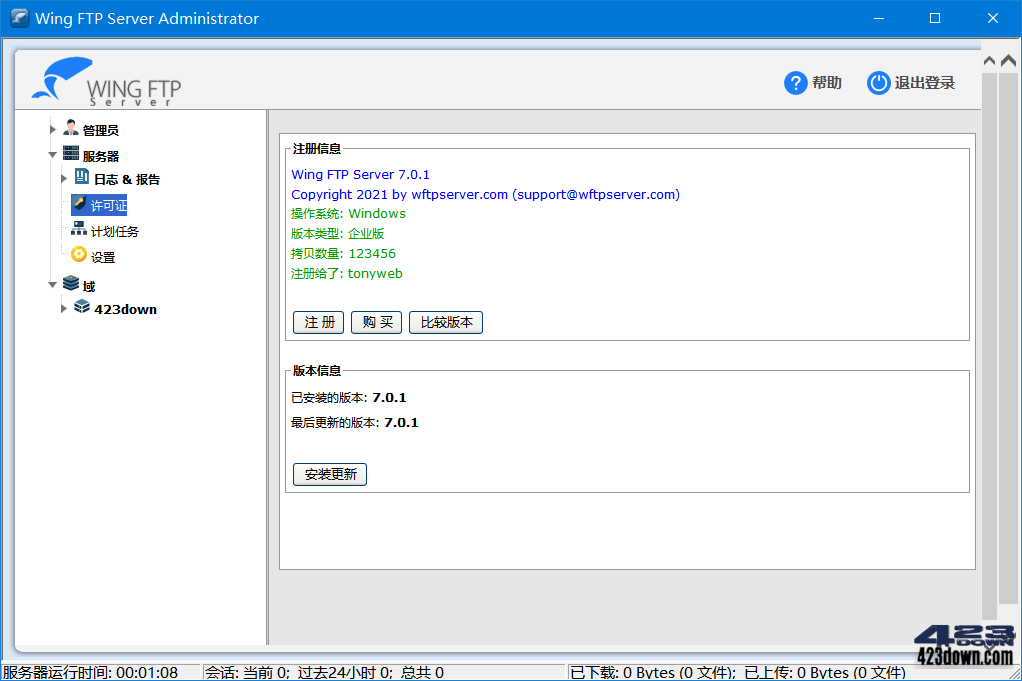 Wing FTP Server Administrator
WING FTP
Server
帮助
退出登录
管理员
服务器
日志 & 报告
许可证
计划任务
设置
域
423down
注册信息
Wing FTP Server 7.0.1
Copyright 2021 by wftpserver.com (support@wftpserver.com)
操作系统: Windows
版本类型: 企业版
拷贝数量: 123456
注册给了: tonyweb
注 册
购 买
比较版本
版本信息
已安装的版本: 7.0.1
最后更新的版本: 7.0.1
安装更新
423
DOWN
423down.com
服务器运行时间: 00:01:08
会话: 当前 0; 过去24小时 0; 总共 0
已下载: 0 Bytes (0 文件); 已上传: 0 Bytes (0 文件)